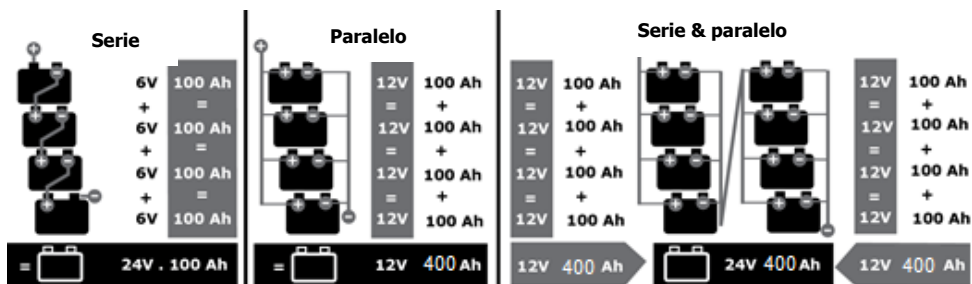 Serie
+
6V 100 Ah
+ =
6V 100 Ah
+ =
6V 100 Ah
+ =
6V 100 Ah
-
= 24V . 100 Ah
Paralelo
+
+ - 12V 100 Ah
= +
+ - 12V 100 Ah
= +
+ - 12V 100 Ah
= +
+ - 12V 100 Ah
-
= 12V 400 Ah
Serie & paralelo
12V 100 Ah + - + - 12V 100 Ah
= + = +
12V 100 Ah + - + - 12V 100 Ah
= + = +
12V 100 Ah + - + - 12V 100 Ah
= + = +
12V 100 Ah + - + - 12V 100 Ah
-
12V 400 Ah 24V 400 Ah 12V 400 Ah